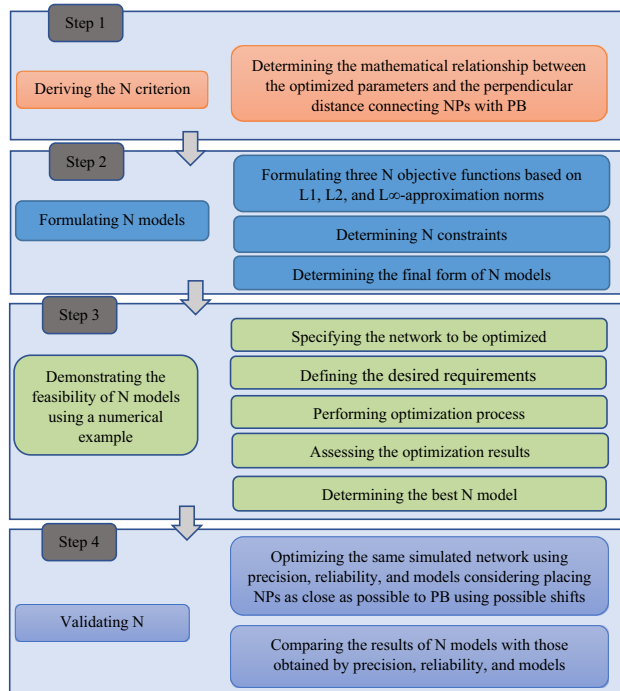 Step 1
Deriving the N criterion
Determining the mathematical relationship between
the optimized parameters and the perpendicular
distance connecting NPs with PB
Step 2
Formulating N models
Formulating three N objective functions based on
L1, L2, and L∞-approximation norms
Determining N constraints
Determining the final form of N models
Step 3
Demonstrating the
feasibility of N models
using a numerical
example
Specifying the network to be optimized
Defining the desired requirements
Performing optimization process
Assessing the optimization results
Determining the best N model
Step 4
Validating N
Optimizing the same simulated network using
precision, reliability, and models considering placing
NPs as close as possible to PB using possible shifts
Comparing the results of N models with those
obtained by precision, reliability, and models